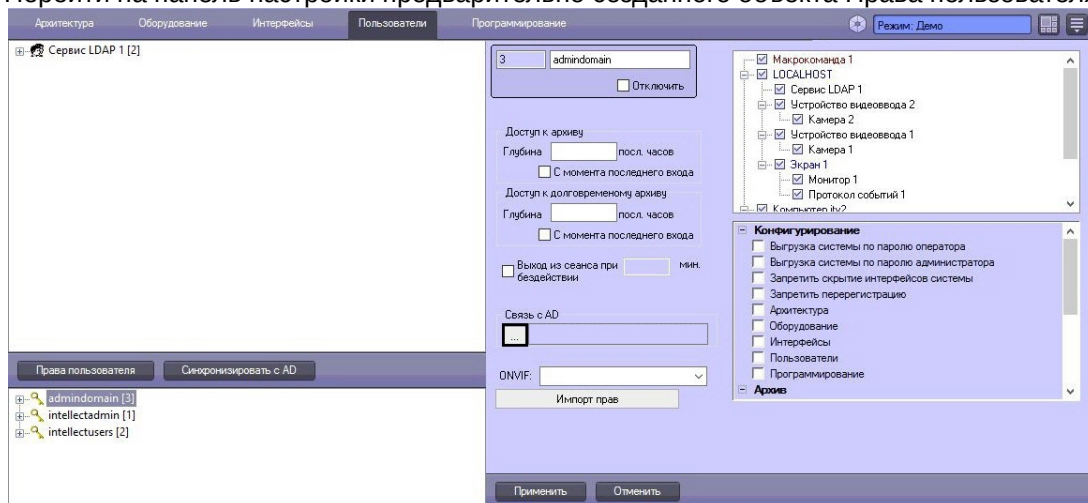 Перейти на панель настройки предварительно созданного объекта Права пользователя
Архитектура Оборудование Интерфейсы Пользователи Программирование
Режим: Демо
Сервис LDAP 1 [2]
Права пользователя Синхронизировать с AD
admindomain [3]
intellectadmin [1]
intellectusers [2]
3 admindomain
Отключить
Доступ к архиву
Глубина посл. часов
С момента последнего входа
Доступ к долговременому архиву
Глубина посл. часов
С момента последнего входа
Выход из сеанса при мин.
бездействии
Связь с AD
...
ONVIF:
Импорт прав
Применить Отменить
Макрокоманда 1
LOCALHOST
Сервис LDAP 1
Устройство видеоввода 2
Камера 2
Устройство видеоввода 1
Камера 1
Экран 1
Монитор 1
Протокол событий 1
Компьютер itv2
Конфигурирование
Выгрузка системы по паролю оператора
Выгрузка системы по паролю администратора
Запретить скрытие интерфейсов системы
Запретить перерегистрацию
Архитектура
Оборудование
Интерфейсы
Пользователи
Программирование
Архив